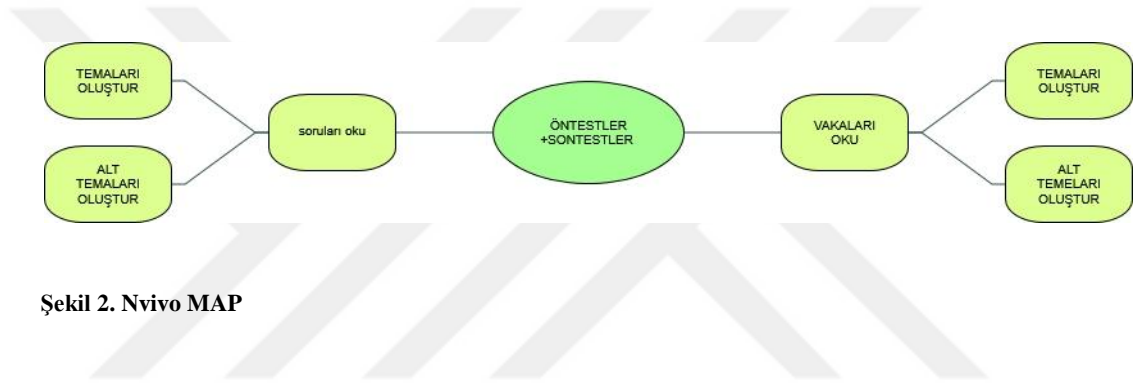 TEMALARI
OLUŞTUR
ALT
TEMALARI
OLUŞTUR
soruları oku
ÖNTESTLER
+SONTESTLER
VAKALARI
OKU
TEMALARI
OLUŞTUR
ALT
TEMELARI
OLUŞTUR
Şekil 2. Nvivo MAP